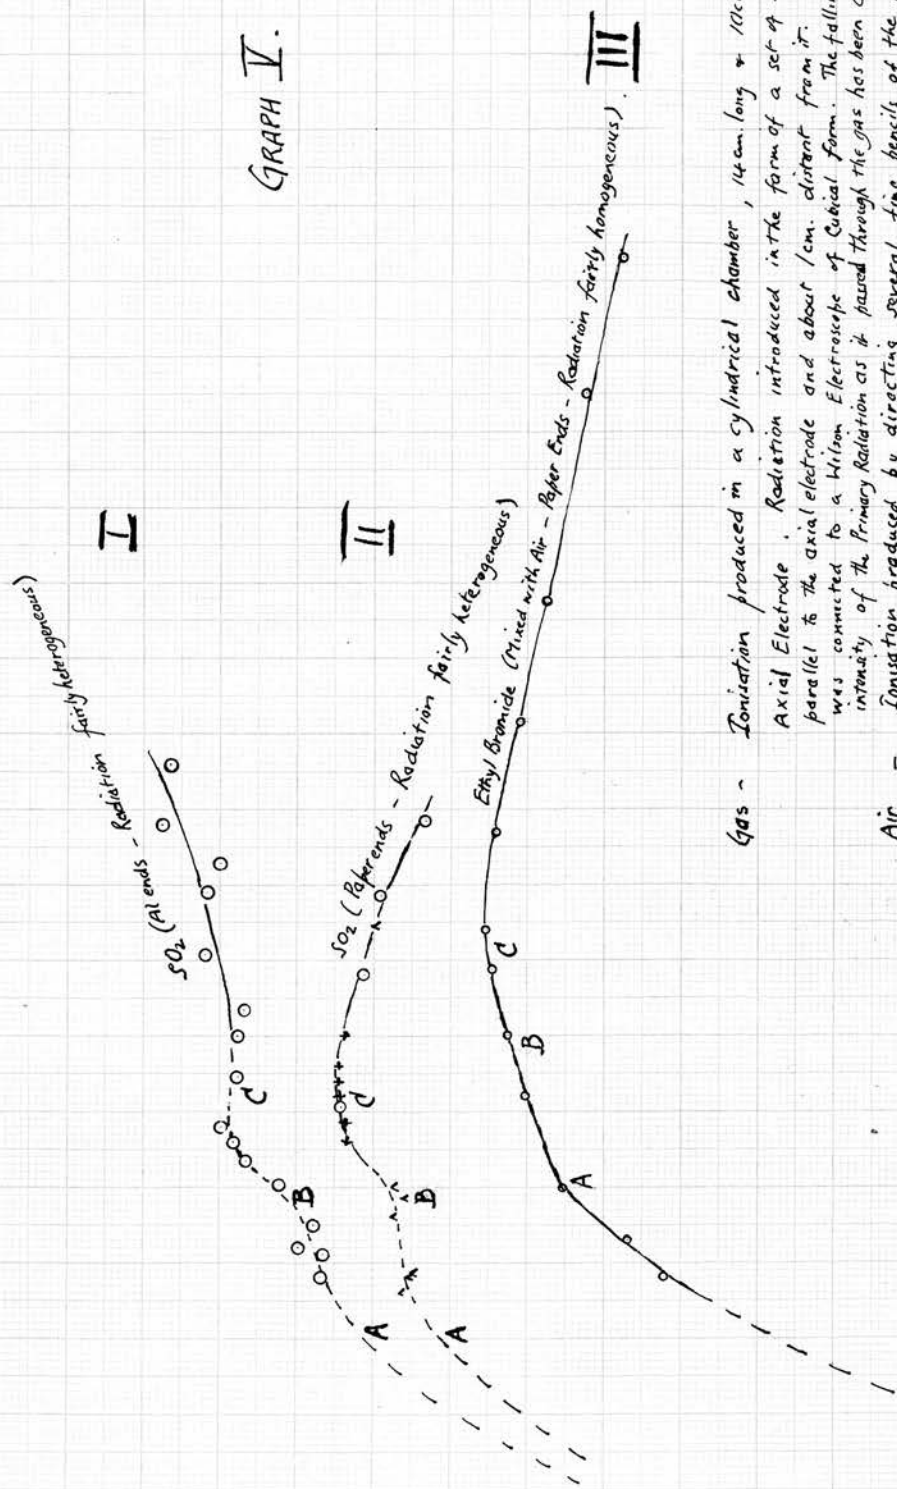 GRAPH V.
I
SO2 (Al ends - Radiation fairly heterogeneous)
A
B
C
II
SO2 (Paper ends - Radiation fairly heterogeneous)
A
B
C
III
Ethyl Bromide (Mixed with Air - Paper Ends - Radiation fairly homogeneous).
A
B
C
Gas - Ionisation produced in a cylindrical chamber, 14 cm. long &
Axial Electrode. Radiation introduced in the form of a set of
parallel to the axial electrode and about 1 cm. distant from it.
was connected to a Wilson Electroscope of Cubical form. The
intensity of the Primary Radiation as it passed through the gas has been
Air - Ionisation produced by directing several fine pencils of the